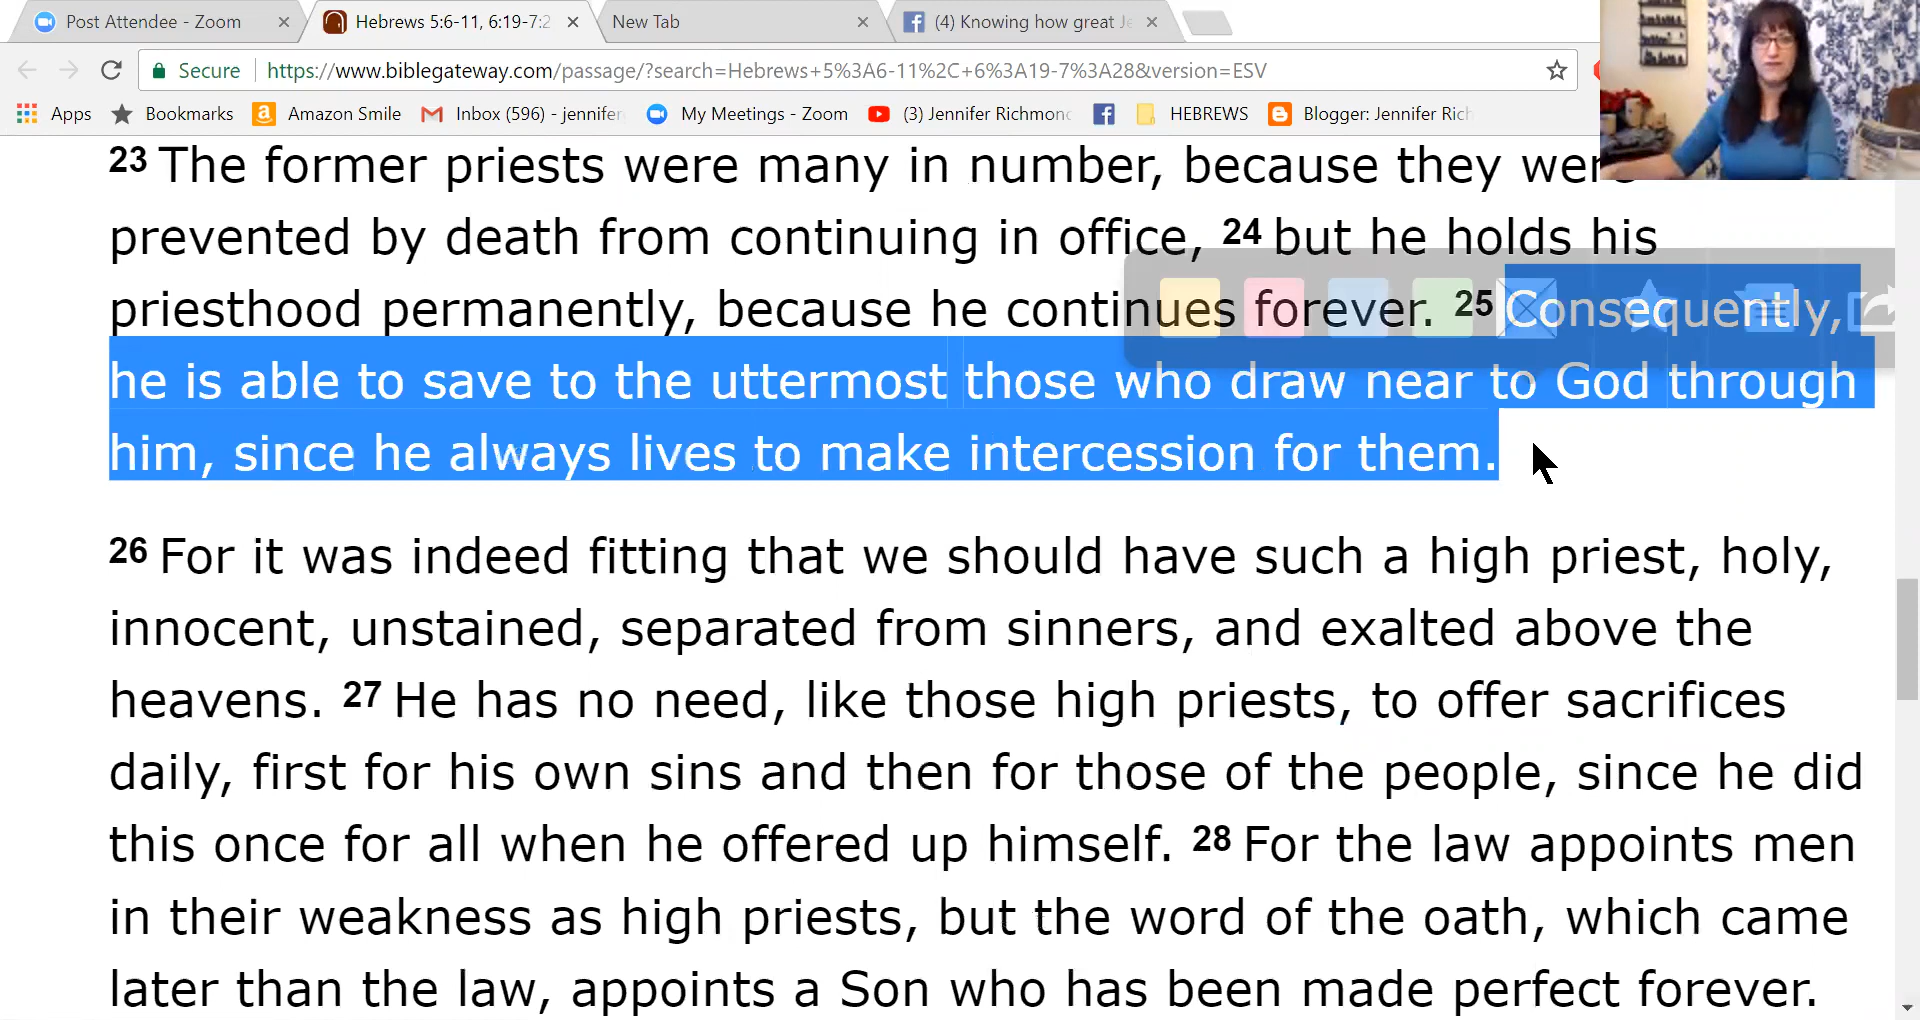 Post Attendee - Zoom
Hebrews 5:6-11, 6:19-7:2
New Tab
(4) Knowing how great Je
Secure
https://www.biblegateway.com/passage/?search=Hebrews+5%3A6-11%2C+6%3A19-7%3A28&version=ESV
Apps
Bookmarks
Amazon Smile
Inbox (596) - jennifer
My Meetings - Zoom
(3) Jennifer Richmond
HEBREWS
Blogger: Jennifer Rich
23 The former priests were many in number, because they were
prevented by death from continuing in office, 24 but he holds his
priesthood permanently, because he continues forever. 25 Consequently,
he is able to save to the uttermost those who draw near to God through
him, since he always lives to make intercession for them.
26 For it was indeed fitting that we should have such a high priest, holy,
innocent, unstained, separated from sinners, and exalted above the
heavens. 27 He has no need, like those high priests, to offer sacrifices
daily, first for his own sins and then for those of the people, since he did
this once for all when he offered up himself. 28 For the law appoints men
in their weakness as high priests, but the word of the oath, which came
later than the law, appoints a Son who has been made perfect forever.